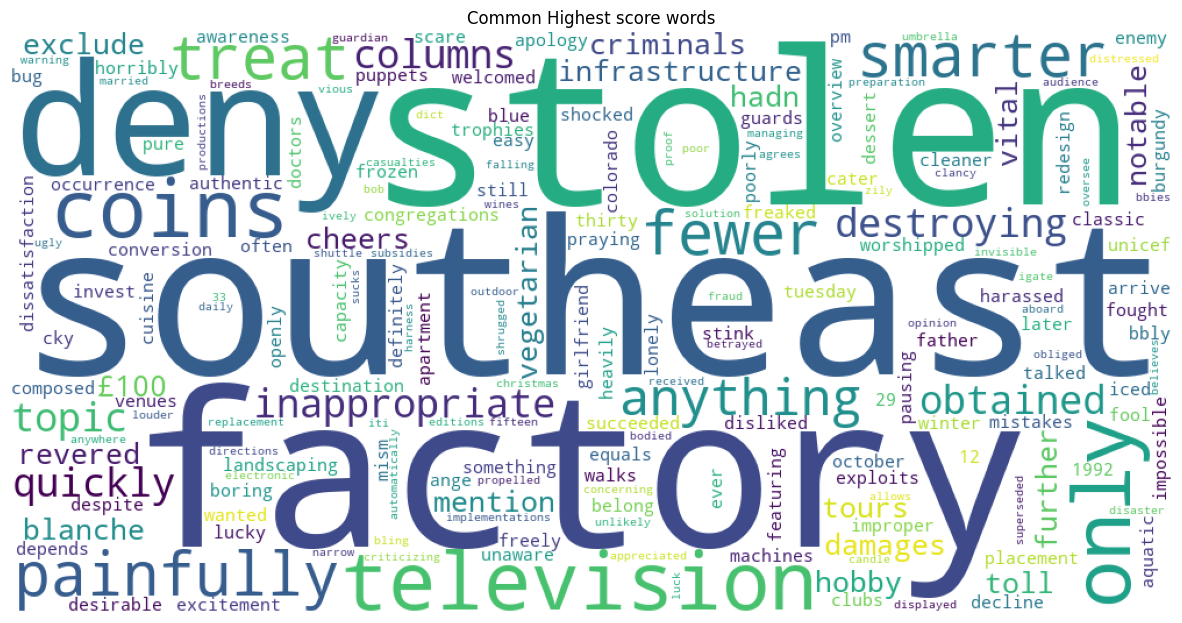 Common Highest score words
exclude
awareness
guardian
scare
apology
criminals
pm
umbrella
enemy
warning
horribly
treat
columns
smarter
distressed
bug
married
breeds
puppets
welcomed
infrastructure
overview
preparation
audience
vious
hadn
deny
stolen
productions
dict
blue
shocked
guards
dessert
vital
redesign
notable
burgundy
pure
doctors
trophies
easy
proof
poor
managing
agrees
cleaner
oversee
casualties
falling
colorado
poorly
clancy
occurrence
authentic
frozen
bob
still
cater
zily
bbies
coins
wines
dissatisfaction
ively
congregations
thirty
solution
freaked
destroying
classic
ugly
conversion
often
cheers
shuttle
subsidies
vegetarian
praying
fewer
worshipped
invisible
unicef
southeast
invest
cuisine
33
daily
openly
capacity
sucks
definitely
harness
apartment
outdoor
shrugged
girlfriend
heavily
lonely
fraud
tuesday
harassed
igate
aboard
arrive
fought
cky
stink
betrayed
opinion
father
later
bbly
obliged
talked
believes
composed
£100
destination
christmas
received
pausing
iced
venues
topic
louder
inappropriate
anything
29
obtained
fool
anywhere
replacement
iti
editions
fifteen
succeeded
disliked
winter
mistakes
impossible
factory
revered
directions
landscaping
mism
automatically
something
equals
bodied
october
12
further
1992
only
quickly
electronic
boring
ange
propelled
walks
concerning
ever
featuring
exploits
superseded
disaster
despite
wanted
mention
belong
allows
tours
blanche
lucky
implementations
unlikely
improper
bling
freely
damages
depends
narrow
criticizing
unaware
appreciated
machines
candle
placement
aquatic
painfully
television
luck
hobby
toll
desirable
excitement
clubs
displayed
decline